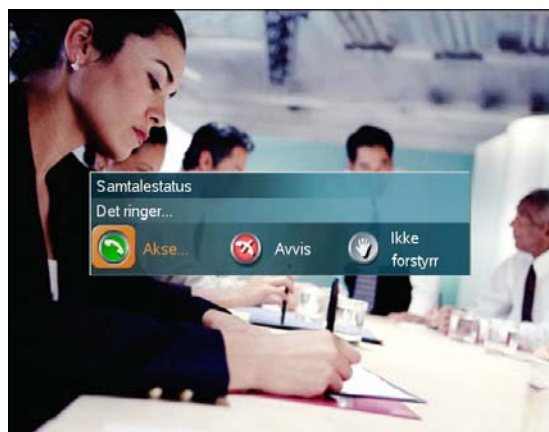 Samtalestatus
Det ringer...
Akse...
Avvis
Ikke
forstyrr